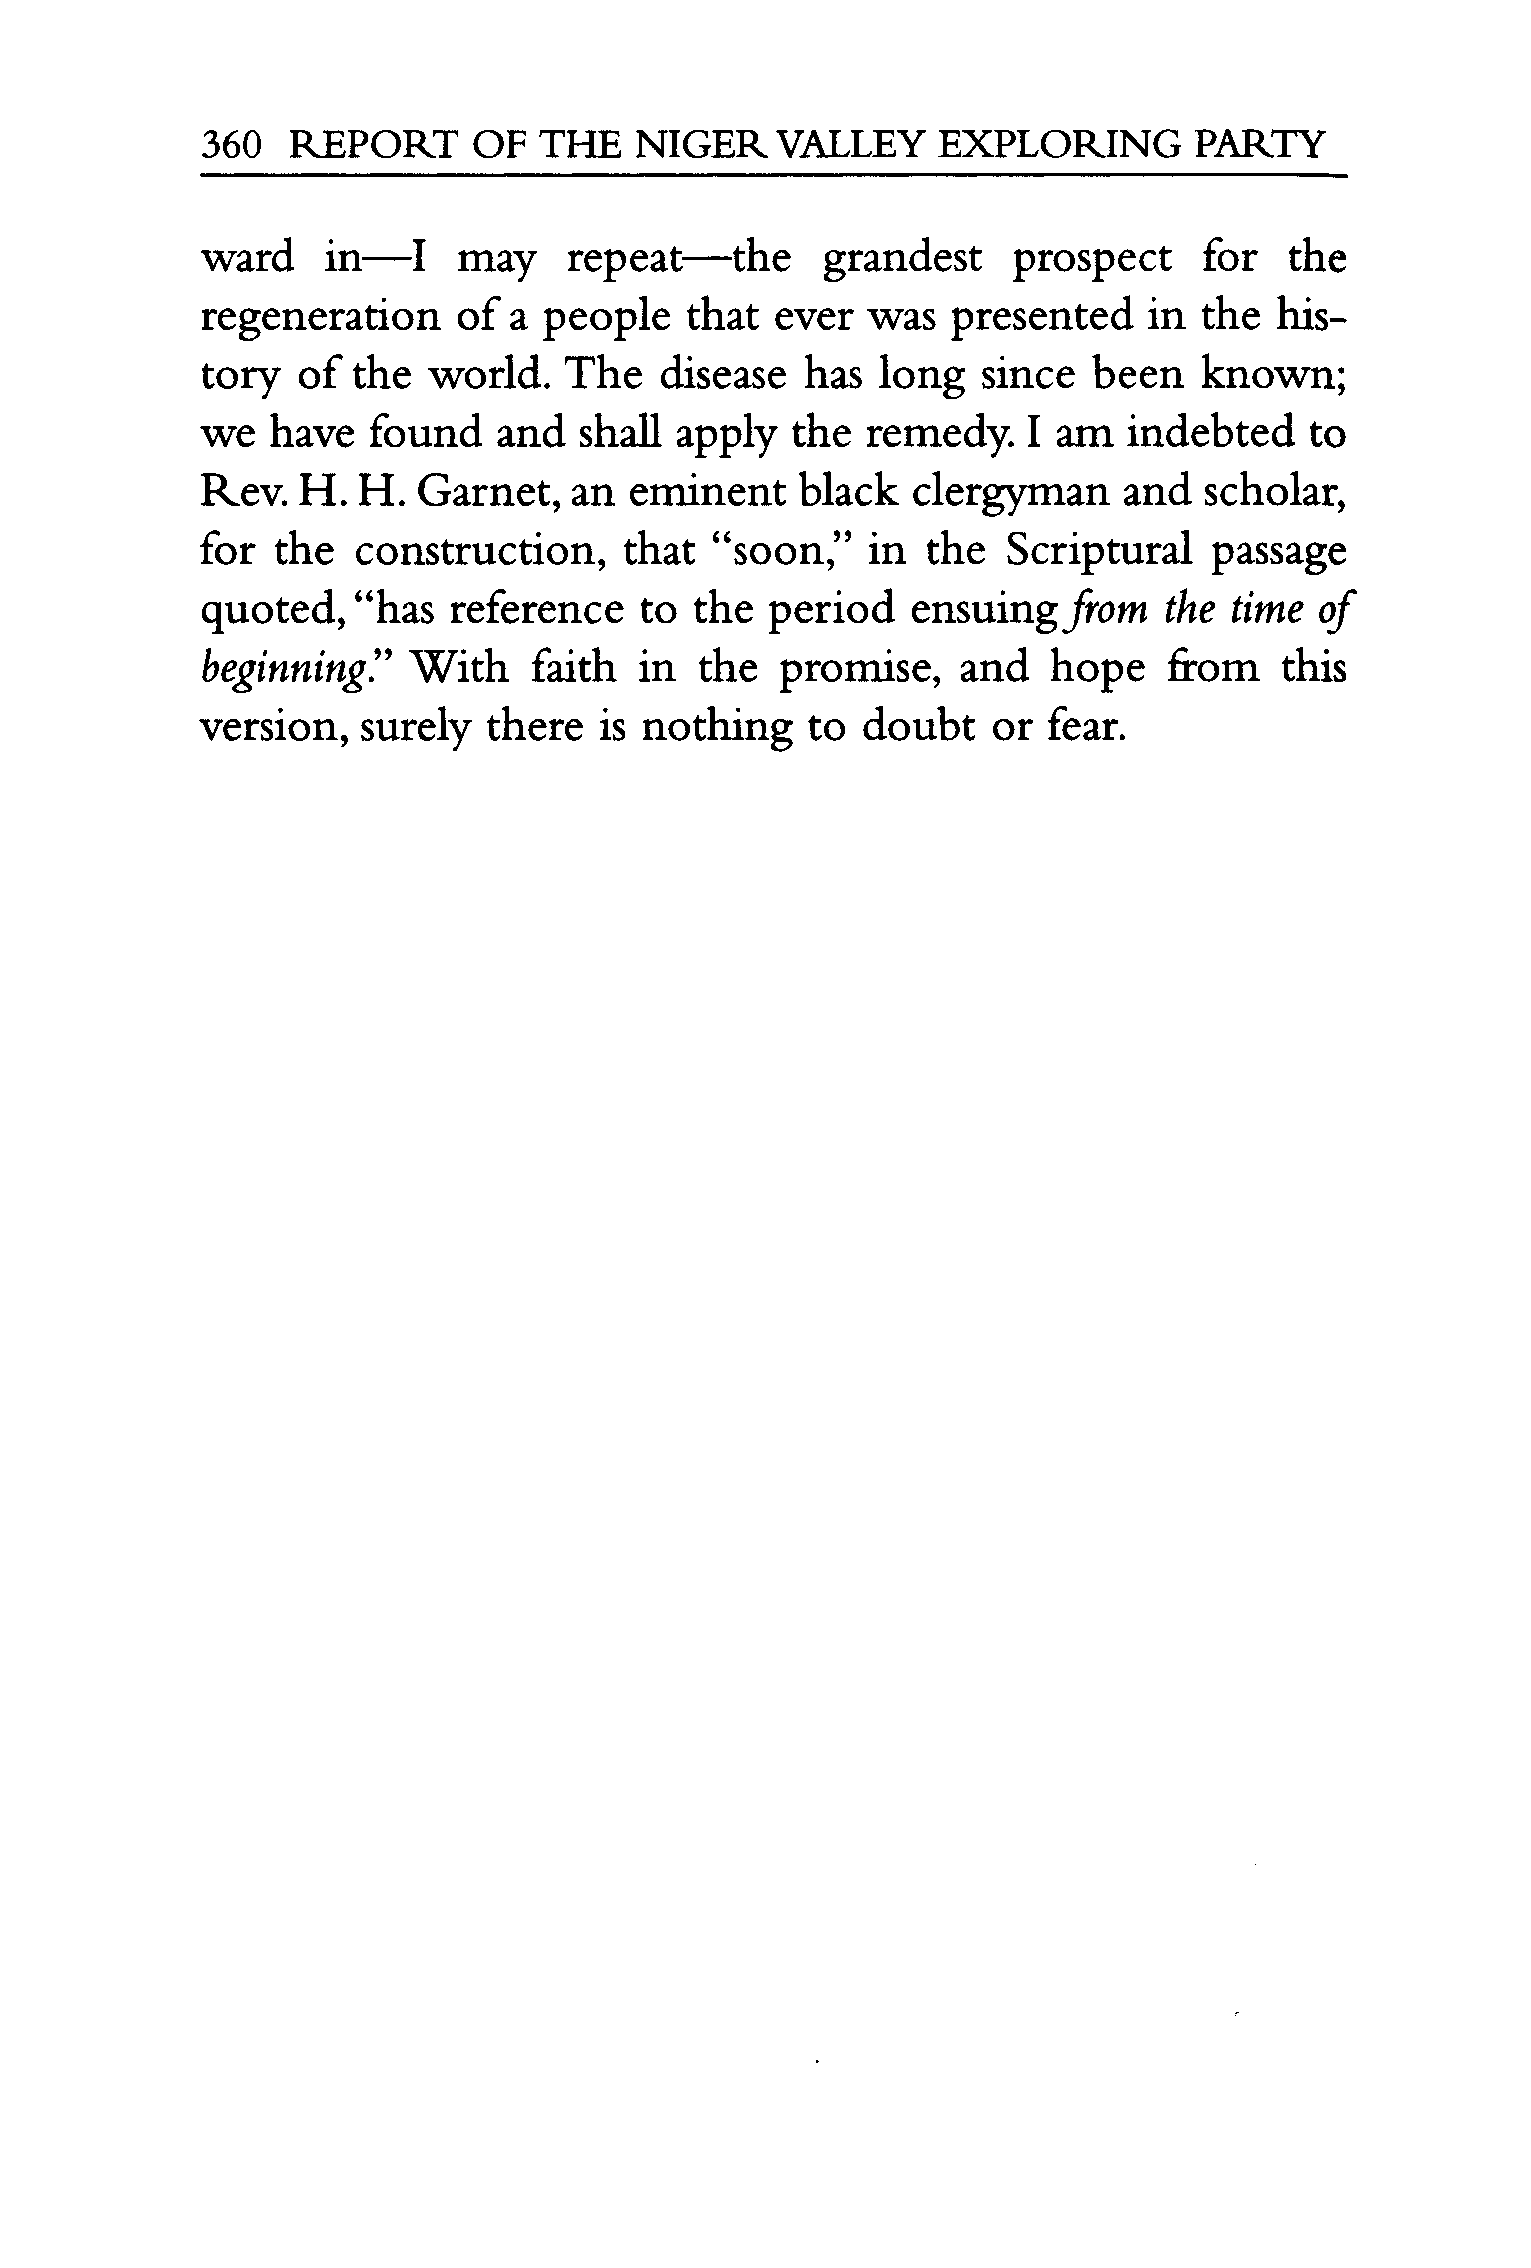 360 REPORT OF THE NIGER VALLEY EXPLORING PARTY
ward in—I may repeat—the grandest prospect for the
regeneration of a people that ever was presented in the his-
tory of the world. The disease has long since been known;
we have found and shall apply the remedy. I am indebted to
Rev. H. H. Garnet, an eminent black clergyman and scholar,
for the construction, that “soon,” in the Scriptural passage
quoted, “has reference to the period ensuing from the time of
beginning.” With faith in the promise, and hope from this
version, surely there is nothing to doubt or fear.